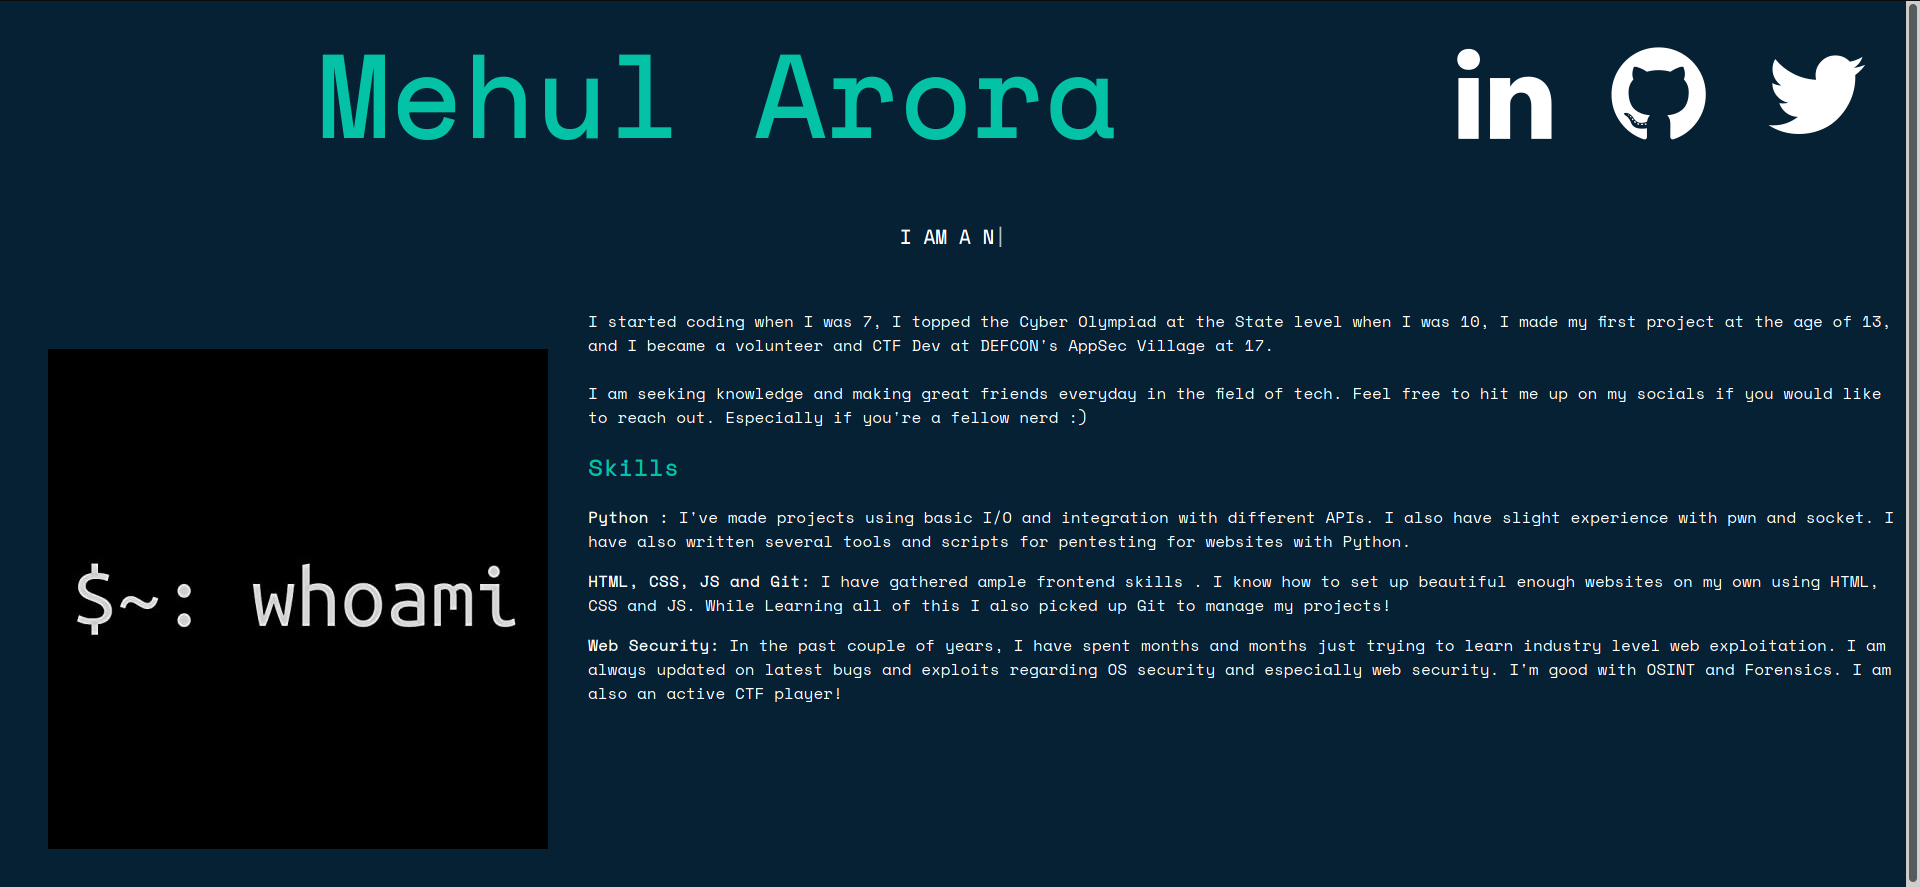 Mehul Arora
in
I AM A N|
I started coding when I was 7, I topped the Cyber Olympiad at the State level when I was 10, I made my first project at the age of 13,
and I became a volunteer and CTF Dev at DEFCON's AppSec Village at 17.
I am seeking knowledge and making great friends everyday in the field of tech. Feel free to hit me up on my socials if you would like
to reach out. Especially if you're a fellow nerd :)
$~: whoami
Skills
Python : I've made projects using basic I/O and integration with different APIs. I also have slight experience with pwn and socket. I
have also written several tools and scripts for pentesting for websites with Python.
HTML, CSS, JS and Git: I have gathered ample frontend skills . I know how to set up beautiful enough websites on my own using HTML,
CSS and JS. While Learning all of this I also picked up Git to manage my projects!
Web Security: In the past couple of years, I have spent months and months just trying to learn industry level web exploitation. I am
always updated on latest bugs and exploits regarding OS security and especially web security. I'm good with OSINT and Forensics. I am
also an active CTF player!